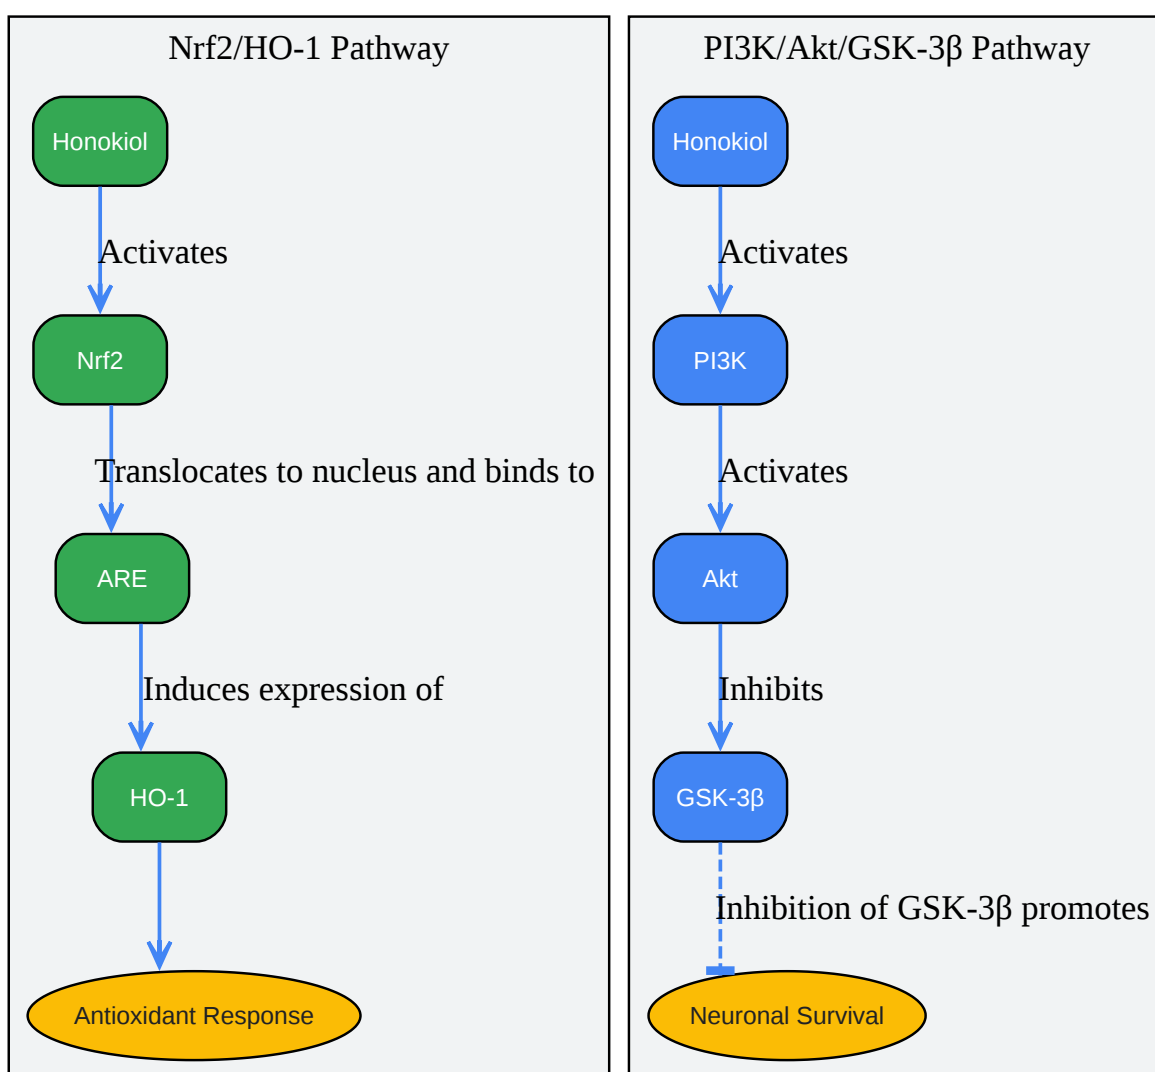 Nrf2/HO-1 Pathway
Honokiol
Activates
Nrf2
Translocates to nucleus and binds to
ARE
Induces expression of
HO-1
Antioxidant Response
PI3K/Akt/GSK-3β Pathway
Honokiol
Activates
PI3K
Activates
Akt
Inhibits
GSK-3β
Inhibition of GSK-3β promotes
Neuronal Survival